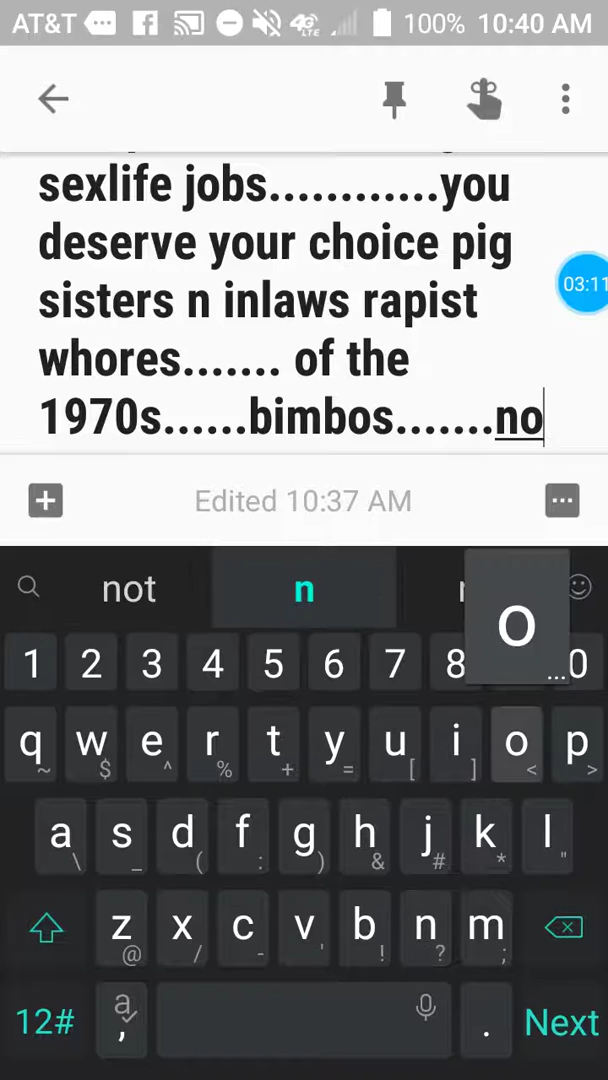 AT&T 4G LTE 100% 10:40 AM
sexlife jobs............you
deserve your choice pig
sisters n inlaws rapist
whores....... of the
1970s......bimbos.......no
03:11
Edited 10:37 AM
not n
o
1 2 3 4 5 6 7 8 ...0
q w e r t y u i o p
~ $ ^ % + = [ ] < >
a s d f g h j k l
\ _ ( : ) & # * "
z x c v b n m
@ / - ' ! ? ;
12# a , . Next